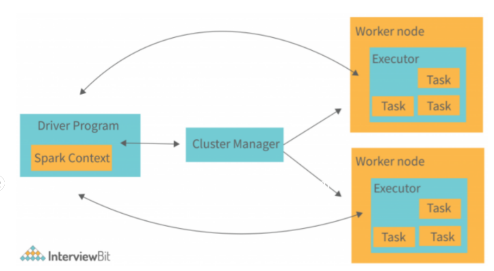 Worker node
Executor
Task
Task Task
Driver Program
Spark Context
Cluster Manager
Worker node
Executor
Task
Task Task
InterviewBit